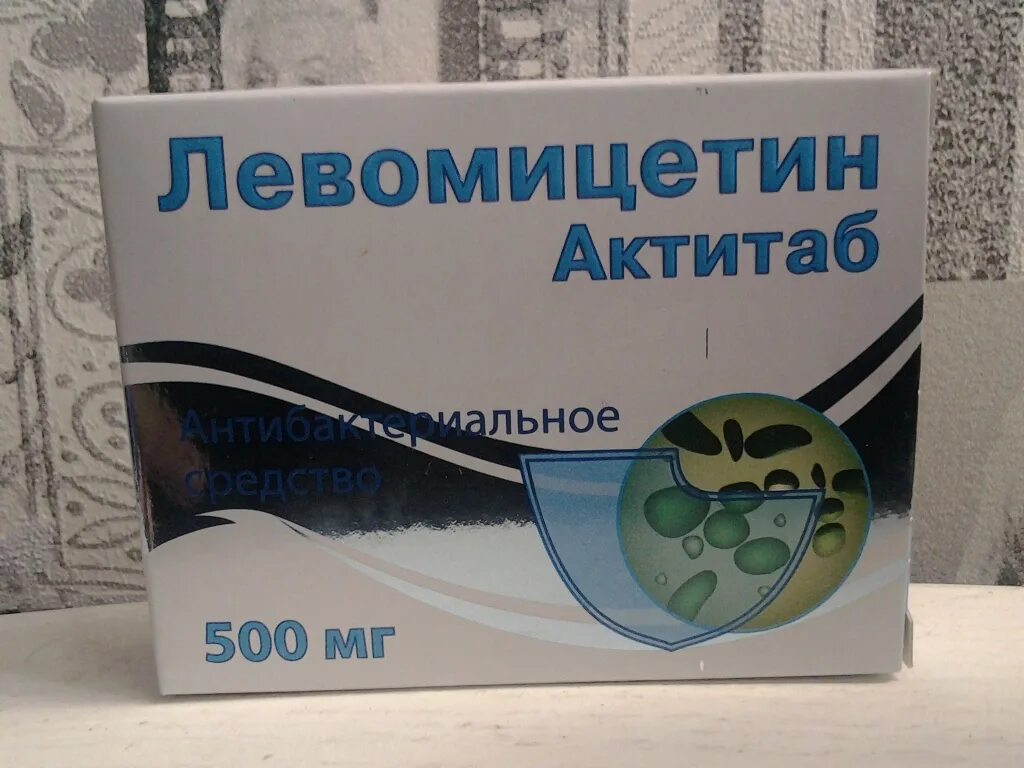 Левомицетин
Актитаб
Антибактериальное
средство
500 мг